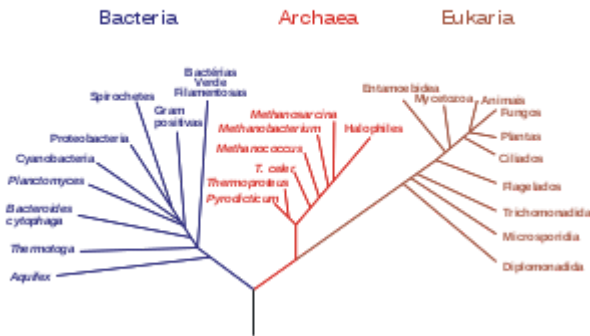 Bacteria
Archaea
Eukaria
Bactérias
Verde
Filamentosas
Spirochetes
Gram
positivas
Proteobacteria
Cyanobacteria
Planctomyces
Bacteroides
cytophaga
Thermotoga
Aquifex
Methanosarcina
Methanobacterium
Halophiles
Methanococcus
T. celer
Thermoproteus
Pyrodicticum
Entamoebidea
Mycetozoa
Animais
Fungos
Plantas
Ciliados
Flagelados
Trichomonadida
Microsporidia
Diplomonadida